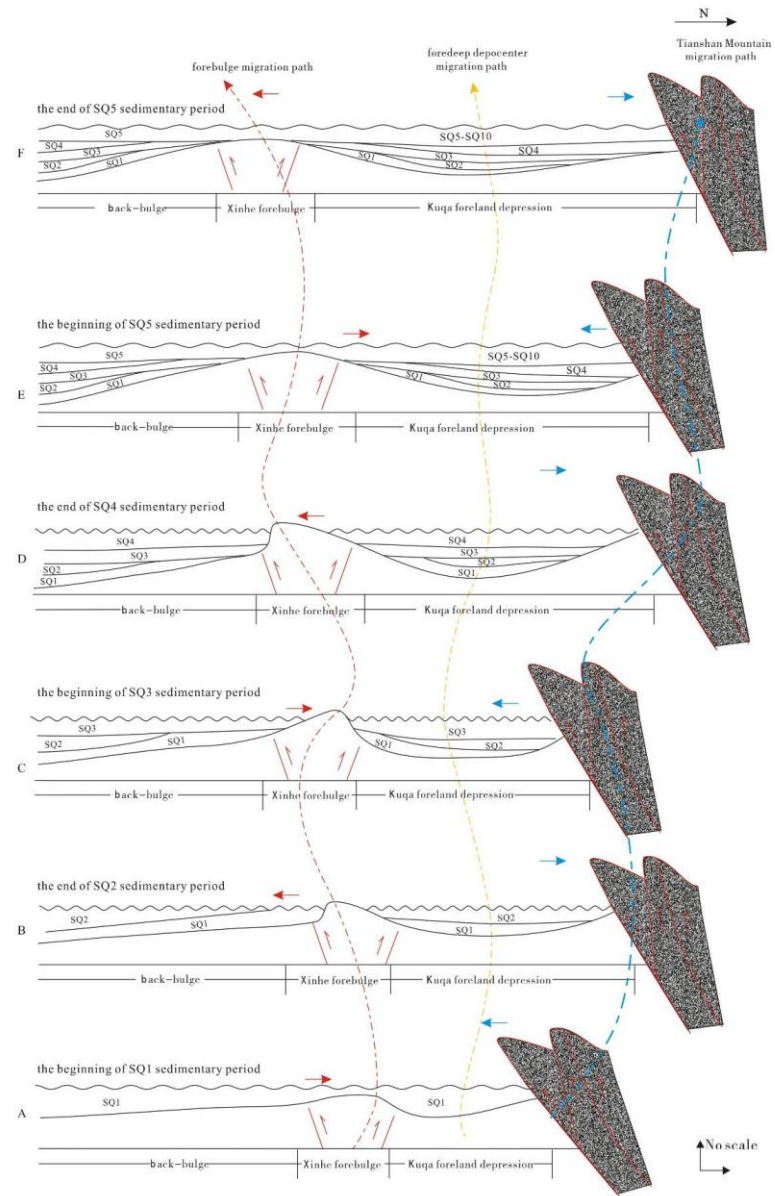 N
Tianshan Mountain
migration path
forebulge migration path
foredeep depocenter
migration path
the end of SQ5 sedimentary period
SQ5
SQ5-SQ10
SQ4
SQ3
SQ2
SQ1
SQ1
SQ3
SQ2
SQ4
F
back-bulge
Xinhe forebulge
Kuqa foreland depression
the beginning of SQ5 sedimentary period
SQ5
SQ5-SQ10
SQ4
SQ3
SQ2
SQ1
SQ1
SQ3
SQ2
SQ4
E
back-bulge
Xinhe forebulge
Kuqa foreland depression
the end of SQ4 sedimentary period
SQ4
SQ4
SQ3
SQ3
SQ2
SQ2
SQ1
SQ1
D
back-bulge
Xinhe forebulge
Kuqa foreland depression
the beginning of SQ3 sedimentary period
SQ3
SQ3
SQ2
SQ1
SQ1
SQ2
C
back-bulge
Xinhe forebulge
Kuqa foreland depression
the end of SQ2 sedimentary period
SQ2
SQ2
SQ1
SQ1
B
back-bulge
Xinhe forebulge
Kuqa foreland depression
the beginning of SQ1 sedimentary period
SQ1
SQ1
A
back-bulge
Xinhe forebulge
Kuqa foreland depression
No scale